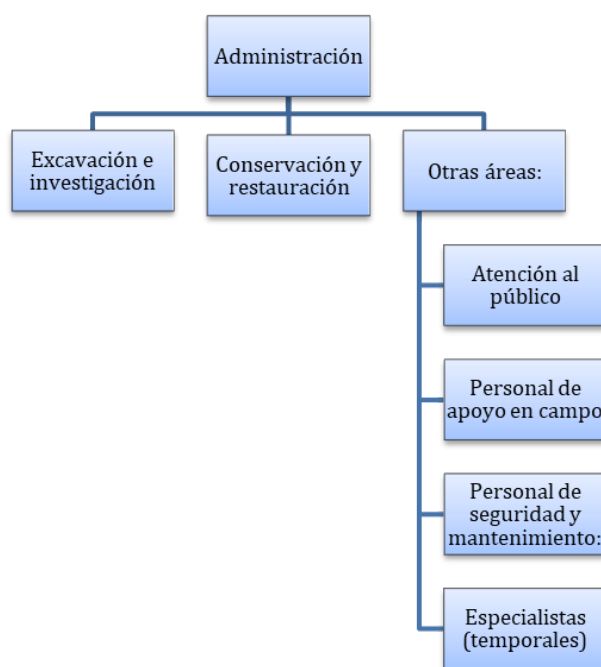 Administración
Excavación e
investigación
Conservación y
restauración
Otras áreas:
Atención al
público
Personal de
apoyo en campo
Personal de
seguridad y
mantenimiento:
Especialistas
(temporales)